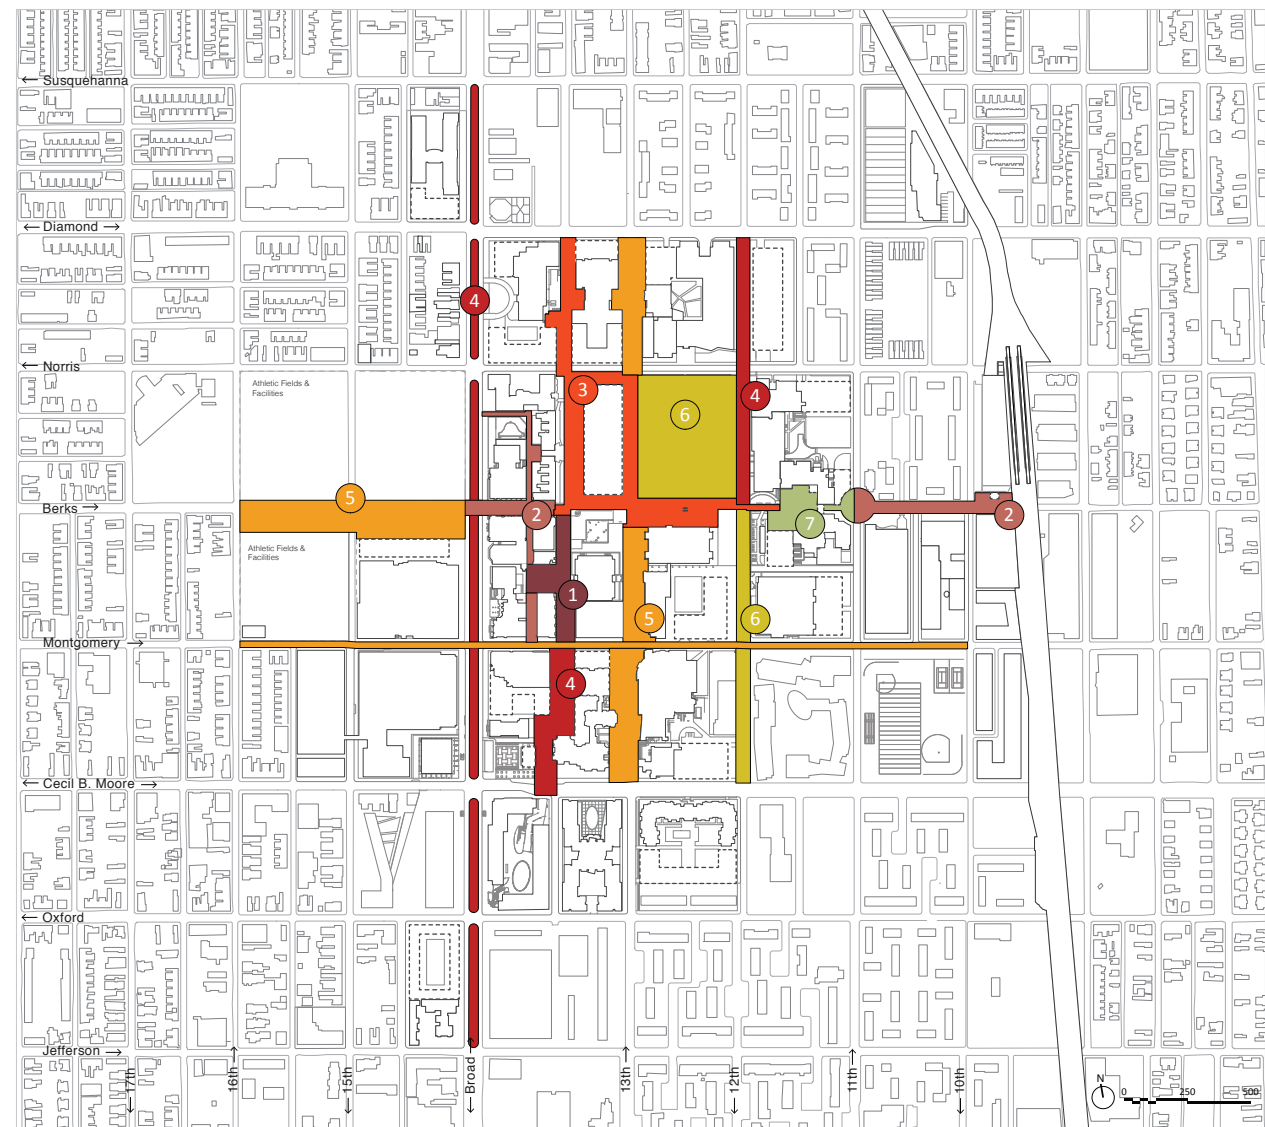 Susquehanna
Diamond
4
Norris
Athletic Fields &
Facilities
3
4
6
5
Berks
2
2
7
Athletic Fields &
Facilities
1
5
6
Montgomery
4
Cecil B. Moore
Oxford
Jefferson
17th
16th
15th
Broad
13th
12th
11th
10th
N
0
250
500